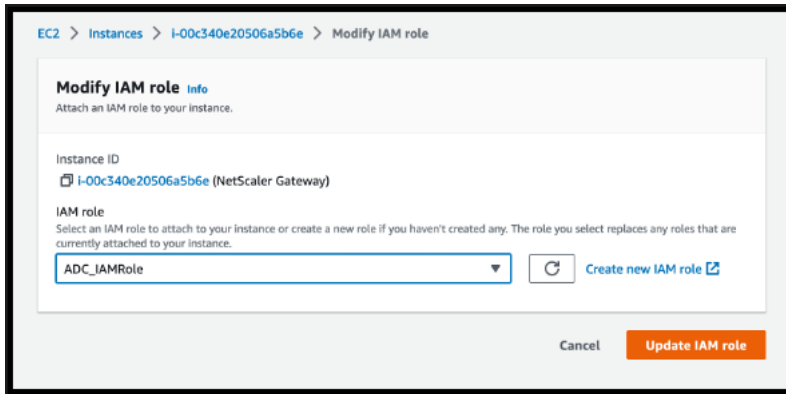 EC2 > Instances > i-00c340e20506a5b6e > Modify IAM role
Modify IAM role Info
Attach an IAM role to your instance.
Instance ID
i-00c340e20506a5b6e (NetScaler Gateway)
IAM role
Select an IAM role to attach to your instance or create a new role if you haven't created any. The role you select replaces any roles that are
currently attached to your instance.
ADC_IAMRole
Create new IAM role
Cancel
Update IAM role